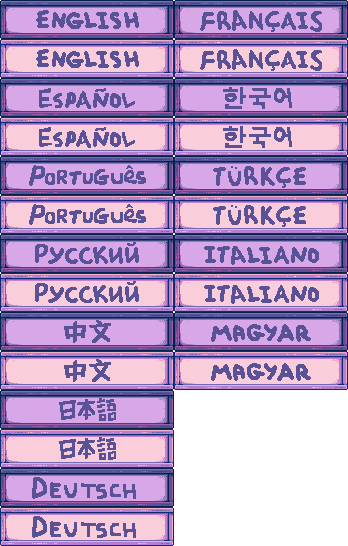 ENGLISH FRANÇAIS
ENGLISH FRANÇAIS
ESPAÑOL 한국어
ESPAÑOL 한국어
PORTUGUêS TÜRKÇE
PORTUGUêS TÜRKÇE
РУССКИЙ ITALIANO
РУССКИЙ ITALIANO
中文 MAGYAR
中文 MAGYAR
日本語
日本語
DEUTSCH
DEUTSCH